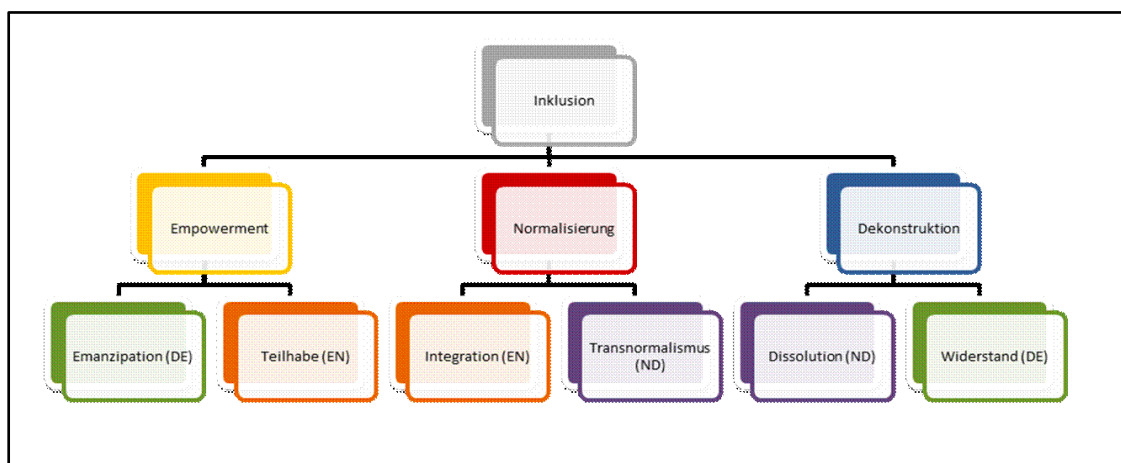 Inklusion
Empowerment
Normalisierung
Dekonstruktion
Emanzipation (DE)
Teilhabe (EN)
Integration (EN)
Transnormalismus
(ND)
Dissolution (ND)
Widerstand (DE)